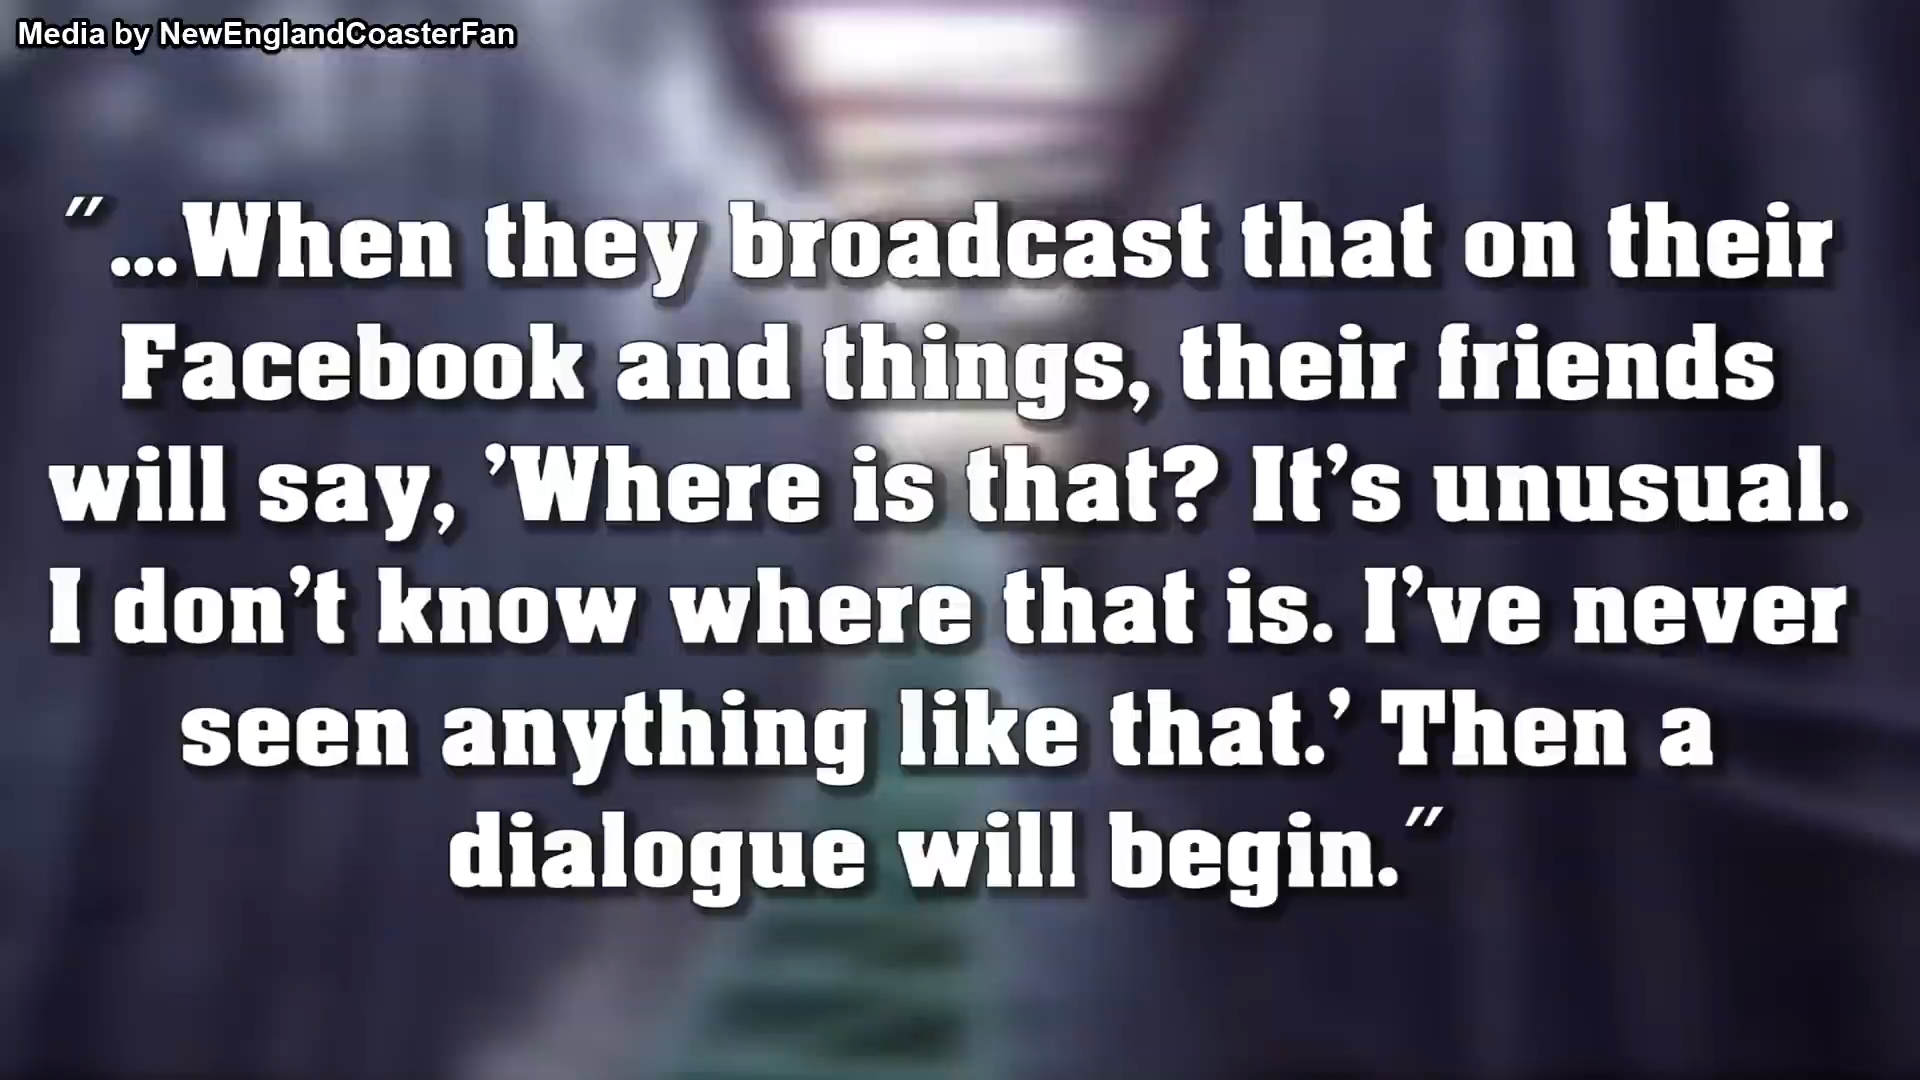 Media by NewEnglandCoasterFan
"...When they broadcast that on their
Facebook and things, their friends
will say, 'Where is that? It's unusual.
I don't know where that is. I've never
seen anything like that.' Then a
dialogue will begin."